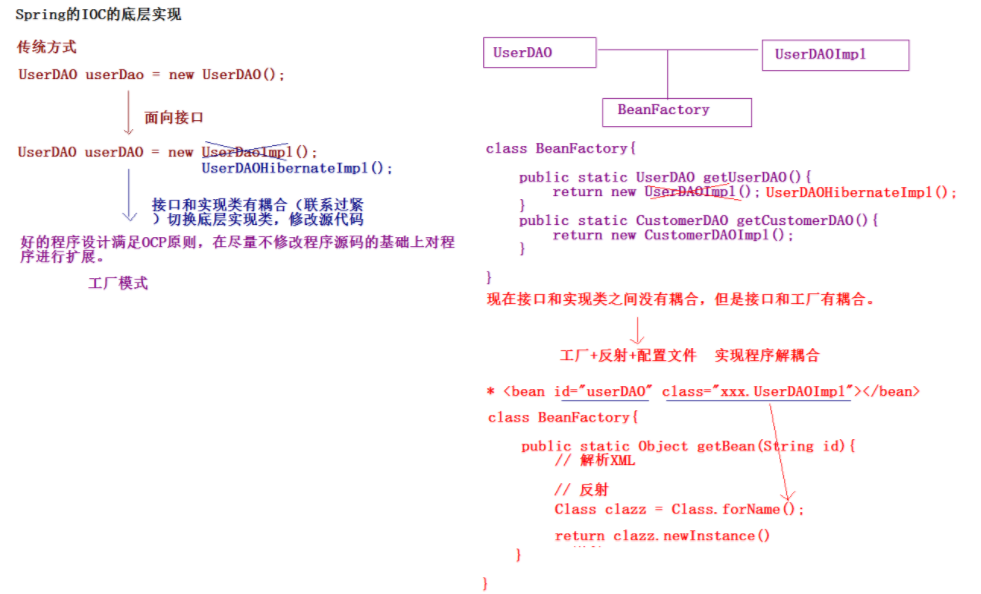 Spring的IOC的底层实现
传统方式
UserDAO userDao = new UserDAO();
面向接口
UserDAO userDAO = new UserDaoImpl();
UserDAOHibernateImpl();
接口和实现类有耦合（联系过紧
）切换底层实现类，修改源代码
好的程序设计满足OCP原则，在尽量不修改程序源码的基础上对程
序进行扩展。
工厂模式
UserDAO
UserDAOImpl
BeanFactory
class BeanFactory{
public static UserDAO getUserDAO(){
return new UserDAOImpl(); UserDAOHibernateImpl();
}
public static CustomerDAO getCustomerDAO(){
return new CustomerDAOImpl();
}
}
现在接口和实现类之间没有耦合，但是接口和工厂有耦合。
工厂+反射+配置文件 实现程序解耦合
* <bean id="userDAO" class="xxx.UserDAOImpl"></bean>
class BeanFactory{
public static Object getBean(String id){
// 解析XML
// 反射
Class clazz = Class.forName();
return clazz.newInstance()
}
}